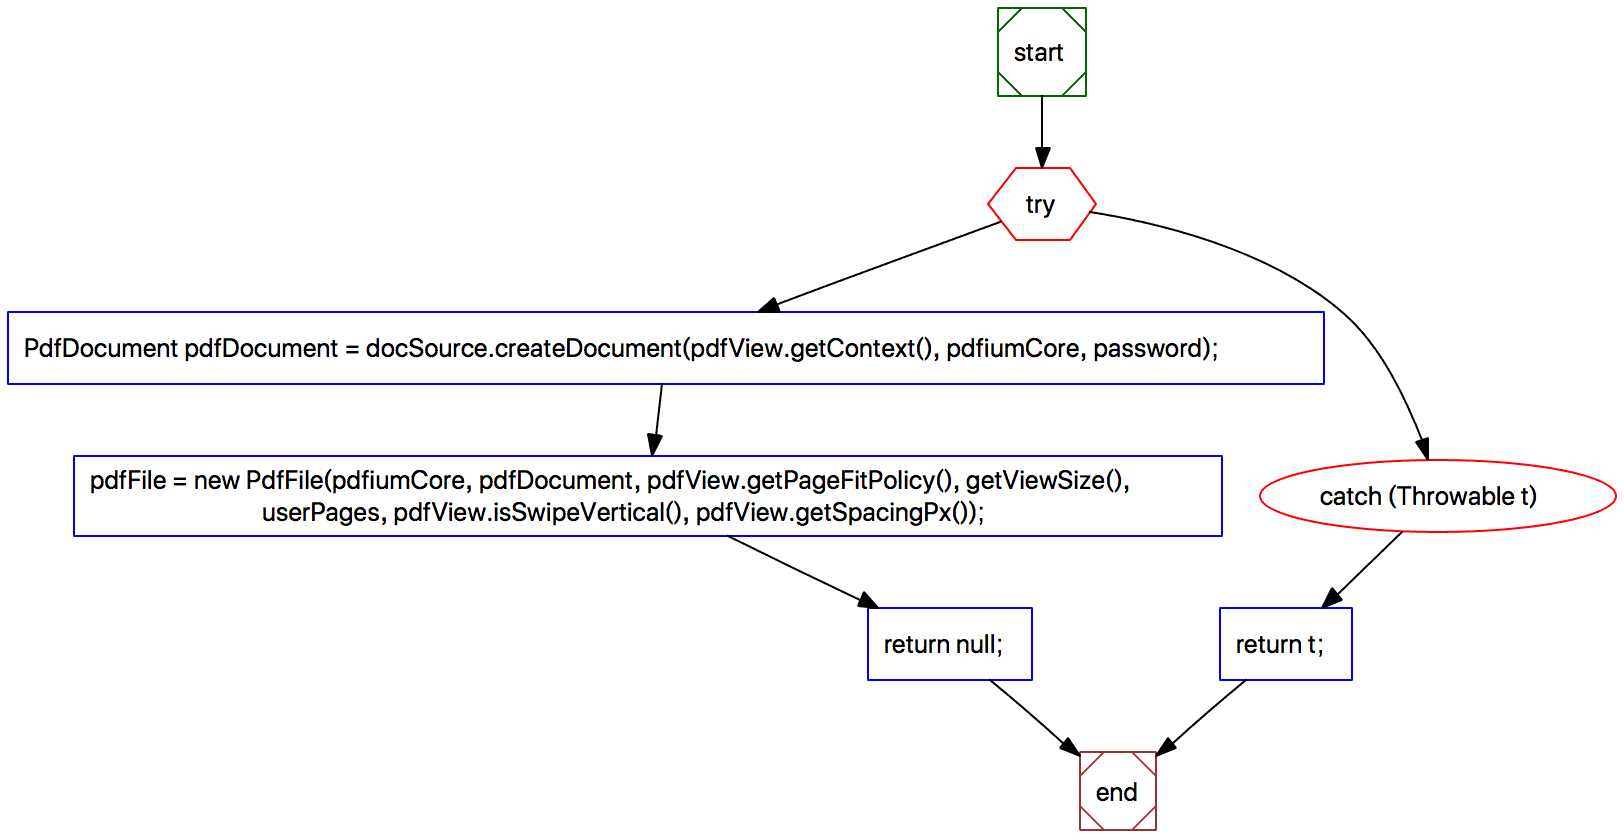 start
try
PdfDocument pdfDocument = docSource.createDocument(pdfView.getContext(), pdfiumCore, password);
pdfFile = new PdfFile(pdfiumCore, pdfDocument, pdfView.getPageFitPolicy(), getViewSize(),
userPages, pdfView.isSwipeVertical(), pdfView.getSpacingPx());
catch (Throwable t)
return null;
return t;
end